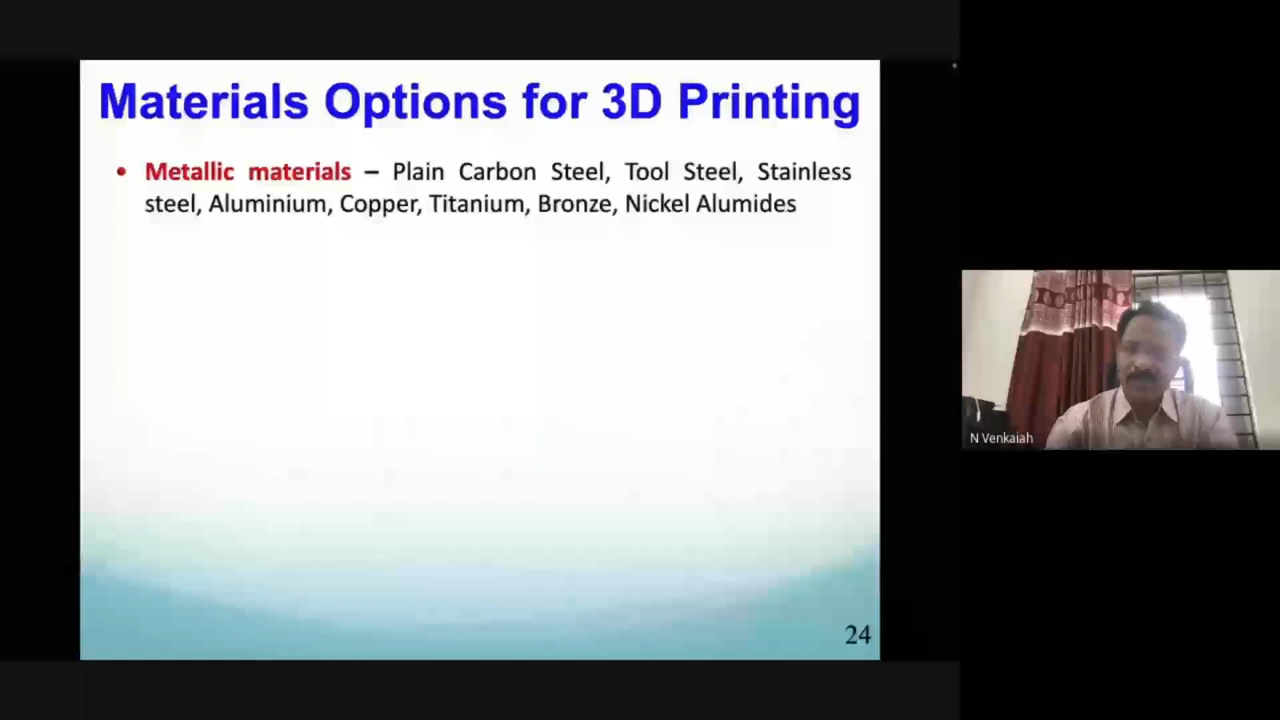 Materials Options for 3D Printing
• Metallic materials – Plain Carbon Steel, Tool Steel, Stainless
steel, Aluminium, Copper, Titanium, Bronze, Nickel Alumides
24
N Venkaiah